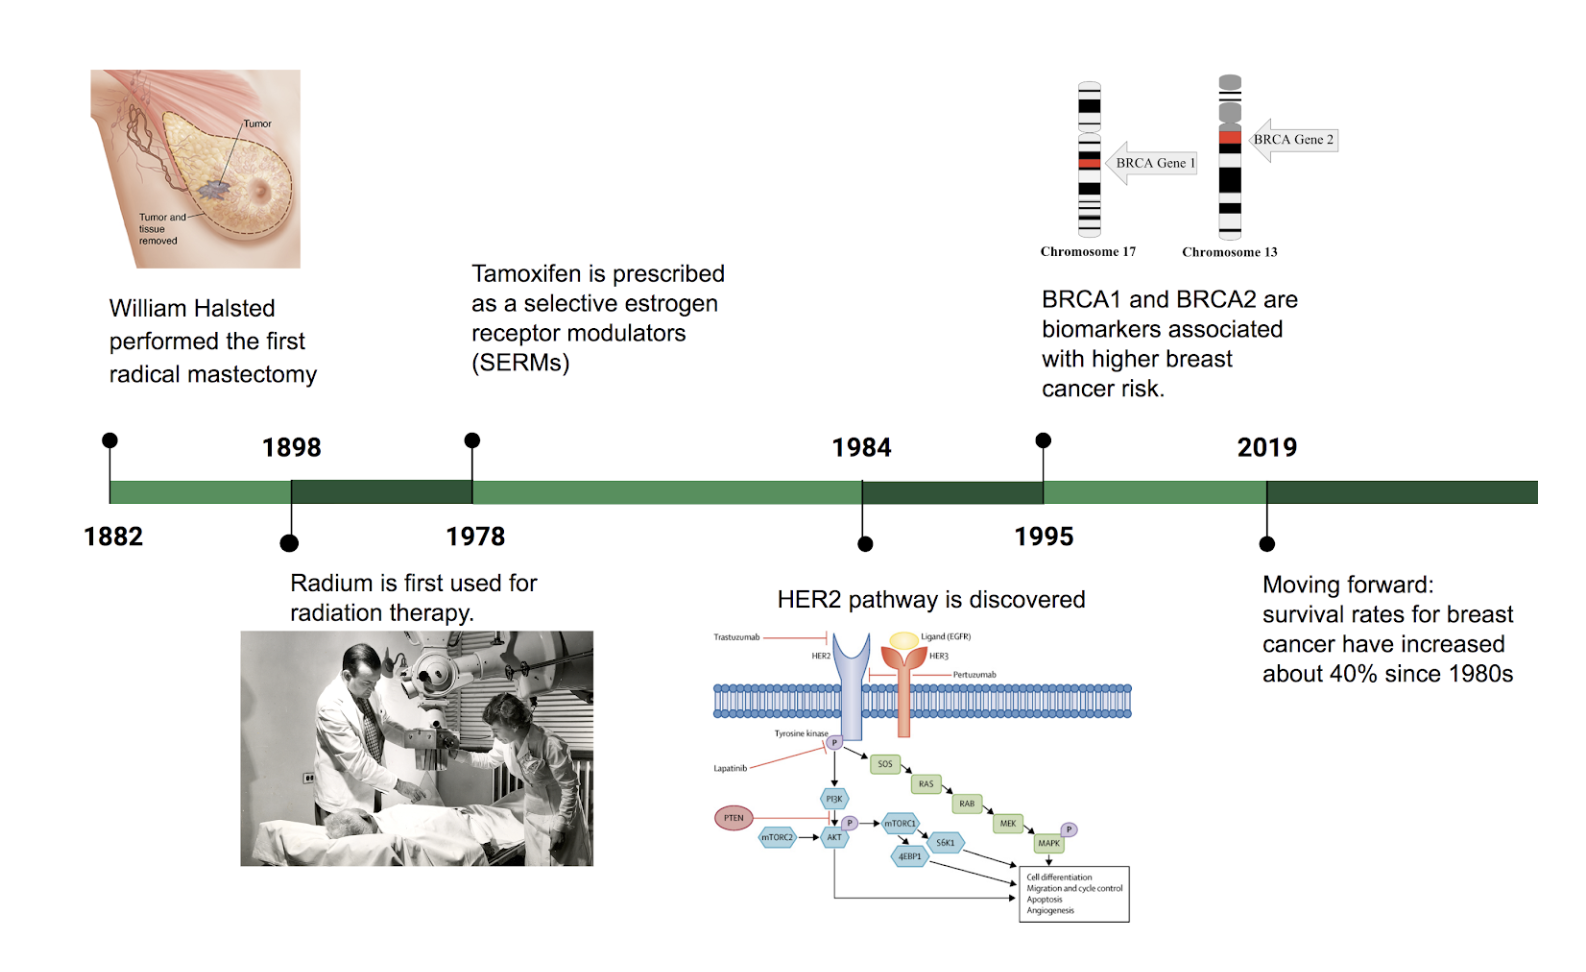 Tumor
Tumor and
tissue
removed
William Halsted
performed the first
radical mastectomy
Tamoxifen is prescribed
as a selective estrogen
receptor modulators
(SERMs)
BRCA Gene 1
BRCA Gene 2
Chromosome 17
Chromosome 13
BRCA1 and BRCA2 are
biomarkers associated
with higher breast
cancer risk.
1898
1984
2019
1882
1978
1995
Radium is first used for
radiation therapy.
HER2 pathway is discovered
Trastuzumab
HER2
Ligand (EGFR)
HER3
Pertuzumab
Tyrosine kinase
P
Lapatinib
SOS
RAS
RAB
MEK
MAPK
P
PI3K
PTEN
mTORC2
AKT
P
mTORC1
S6K1
4EBP1
Cell differentiation
Migration and cycle control
Apoptosis
Angiogenesis
Moving forward:
survival rates for breast
cancer have increased
about 40% since 1980s